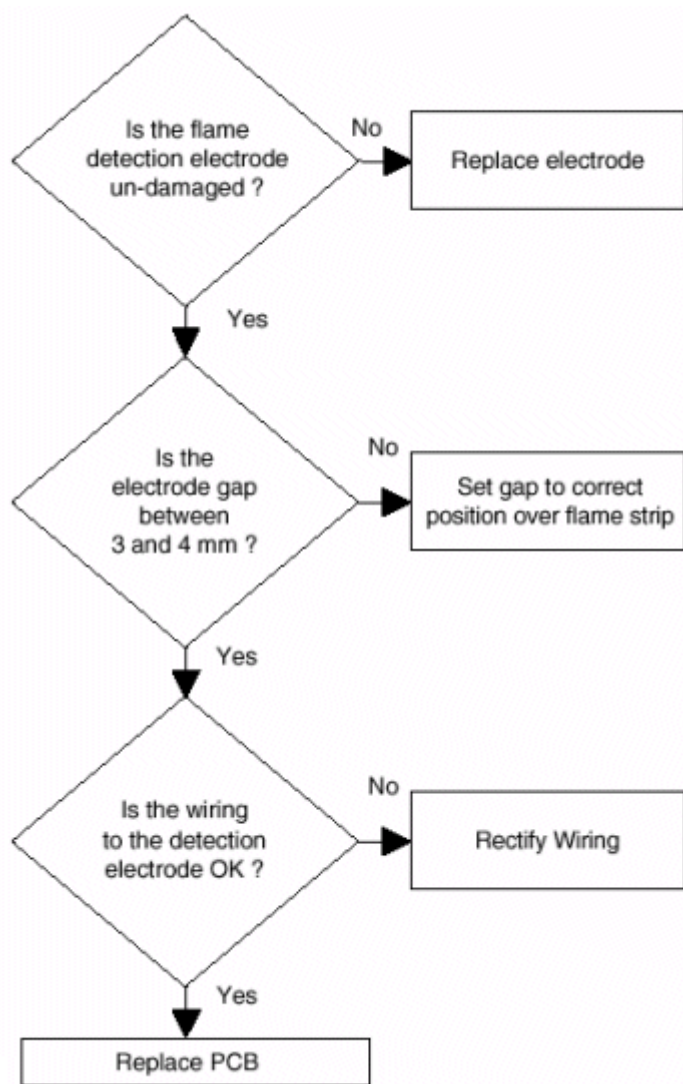 Is the flame
detection electrode
un-damaged ?
No
Replace electrode
Yes
Is the
electrode gap
between
3 and 4 mm ?
No
Set gap to correct
position over flame strip
Yes
Is the wiring
to the detection
electrode OK ?
No
Rectify Wiring
Yes
Replace PCB